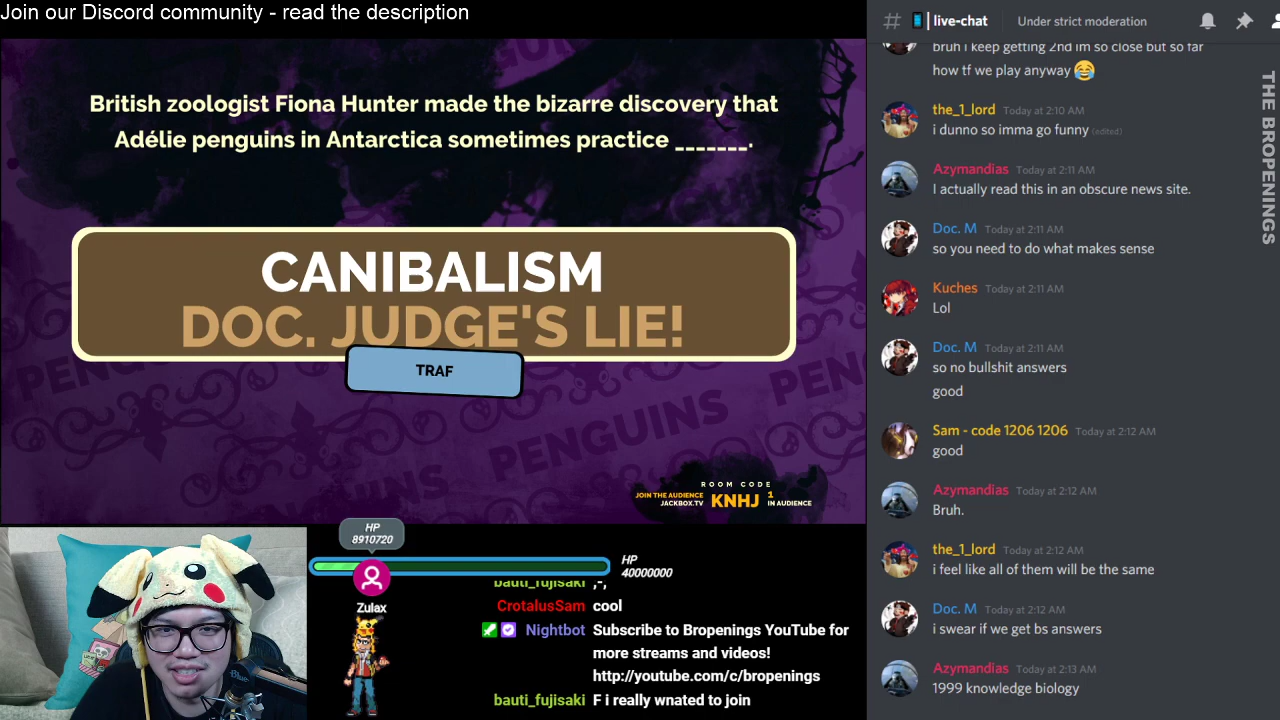 Join our Discord community - read the description
British zoologist Fiona Hunter made the bizarre discovery that
Adélie penguins in Antarctica sometimes practice _______.
CANIBALISM
DOC. JUDGE'S LIE!
TRAF
PENGUINS
PENGUINS
ROOM CODE
JOIN THE AUDIENCE
JACKBOX.TV
KNHJ
1
IN AUDIENCE
HP
8910720
HP
40000000
Zulax
bauti_fujisaki ,-,
CrotalusSam cool
Nightbot Subscribe to Bropenings YouTube for
more streams and videos!
http://youtube.com/c/bropenings
bauti_fujisaki F i really wnated to join
# | live-chat Under strict moderation
bruh i keep getting 2nd im so close but so far
how tf we play anyway 😂
the_1_lord Today at 2:10 AM
i dunno so imma go funny (edited)
Azymandias Today at 2:11 AM
I actually read this in an obscure news site.
Doc. M Today at 2:11 AM
so you need to do what makes sense
Kuches Today at 2:11 AM
Lol
Doc. M Today at 2:11 AM
so no bullshit answers
good
Sam - code 1206 1206 Today at 2:12 AM
good
Azymandias Today at 2:12 AM
Bruh.
the_1_lord Today at 2:12 AM
i feel like all of them will be the same
Doc. M Today at 2:12 AM
i swear if we get bs answers
Azymandias Today at 2:13 AM
1999 knowledge biology
THE BROPENINGS